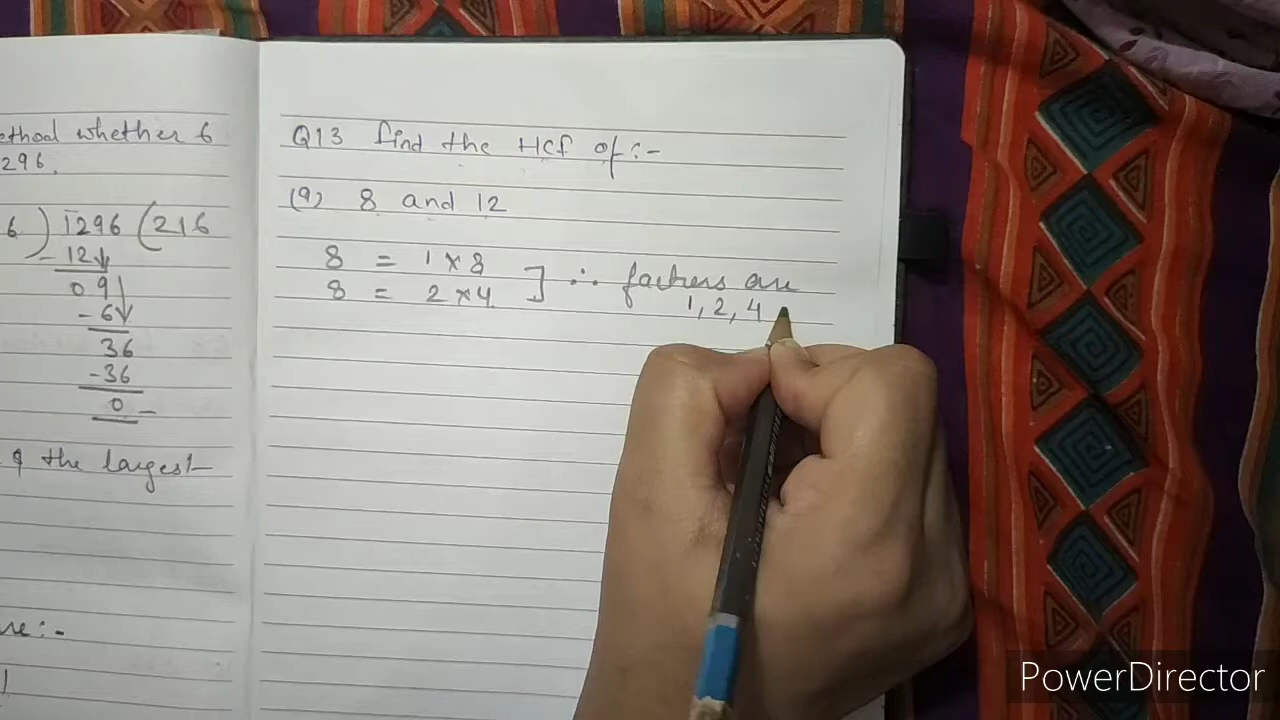 ethod whether 6
296.
6 ) 1296 ( 216
- 12↓
09
- 6↓
36
- 36
0
& the largest
are:-
Q13 find the HCF of :-
(a) 8 and 12
8 = 1 × 8
8 = 2 × 4 ] ∴ factors are
1, 2, 4
PowerDirector